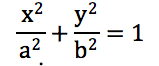 x²/a² + y²/b² = 1
.